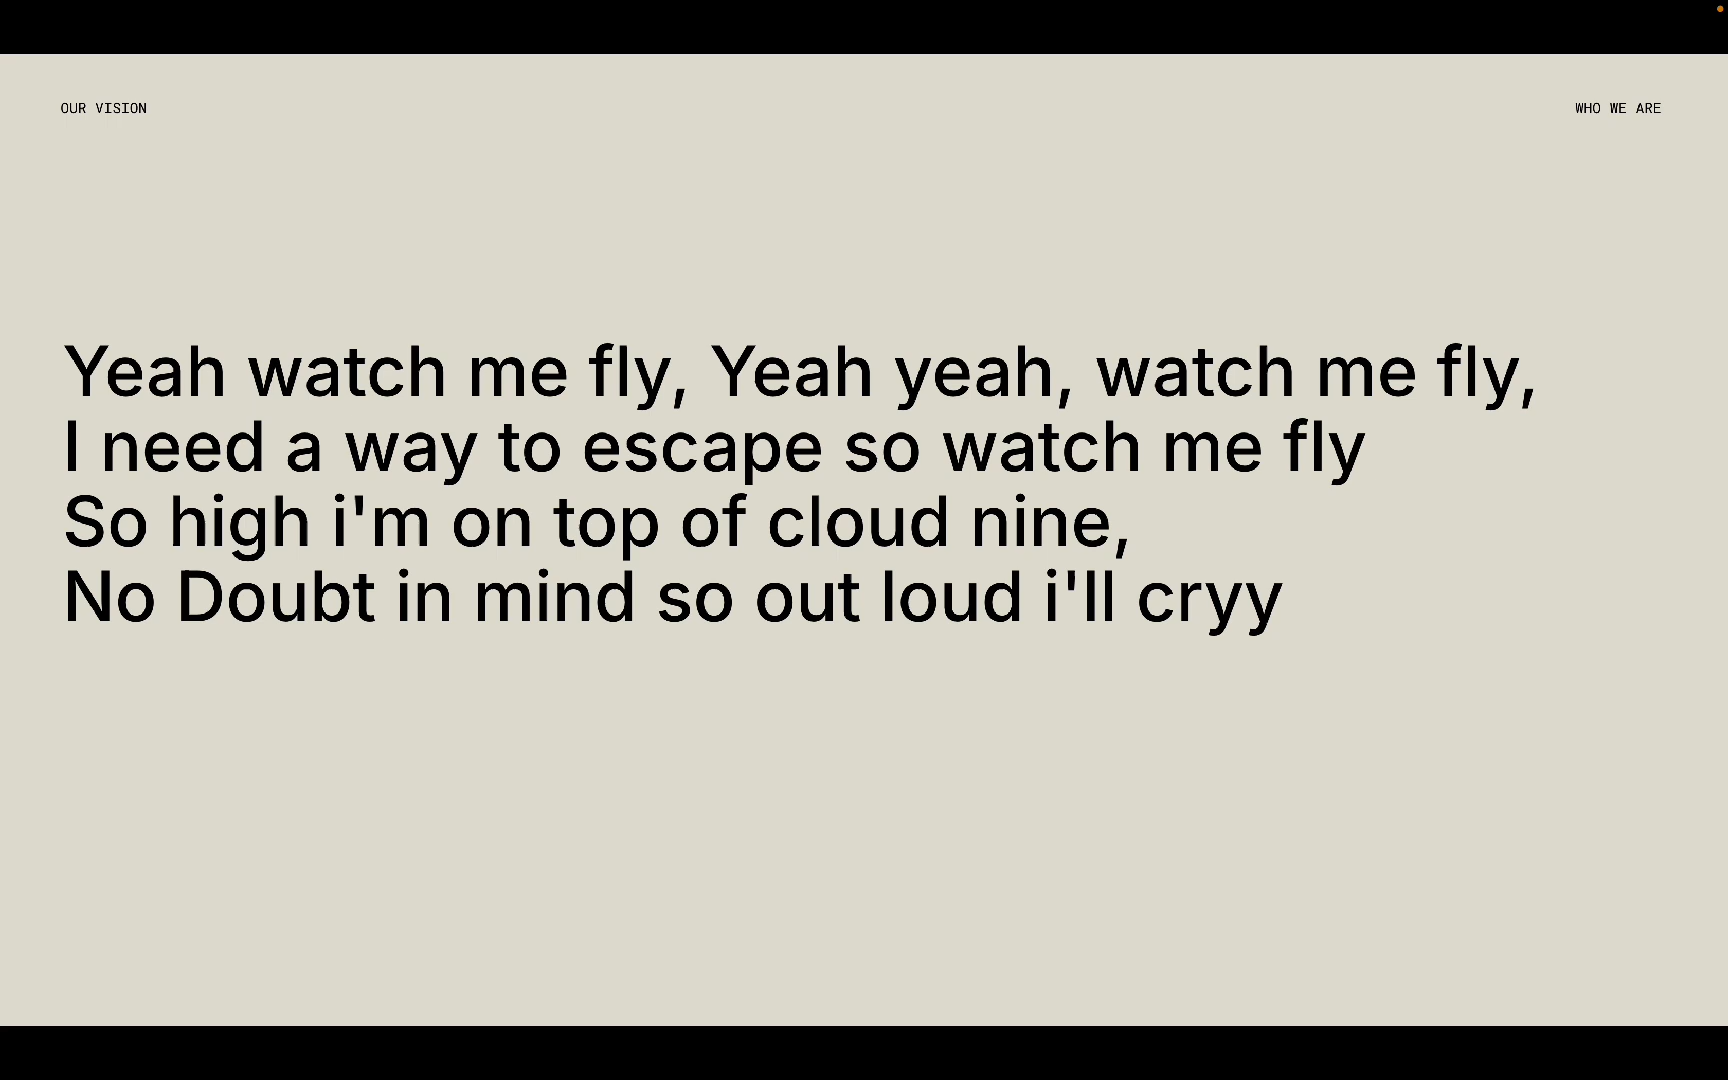 OUR VISION
WHO WE ARE
Yeah watch me fly, Yeah yeah, watch me fly,
I need a way to escape so watch me fly
So high i'm on top of cloud nine,
No Doubt in mind so out loud i'll cryy